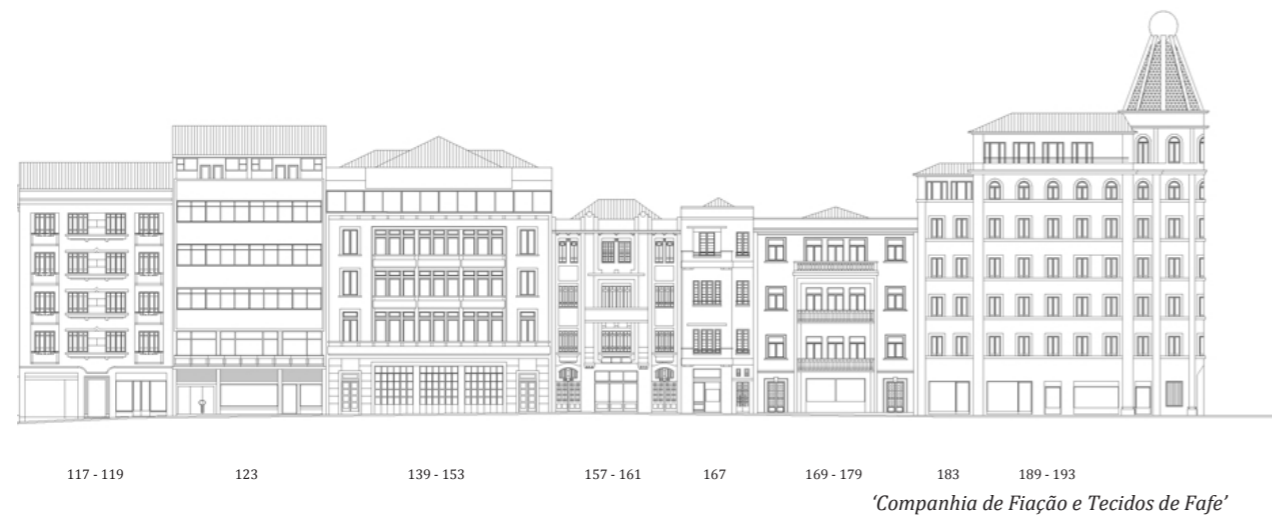 117 - 119 123 139 - 153 157 - 161 167 169 - 179 183 189 - 193
‘Companhia de Fiação e Tecidos de Fafe’